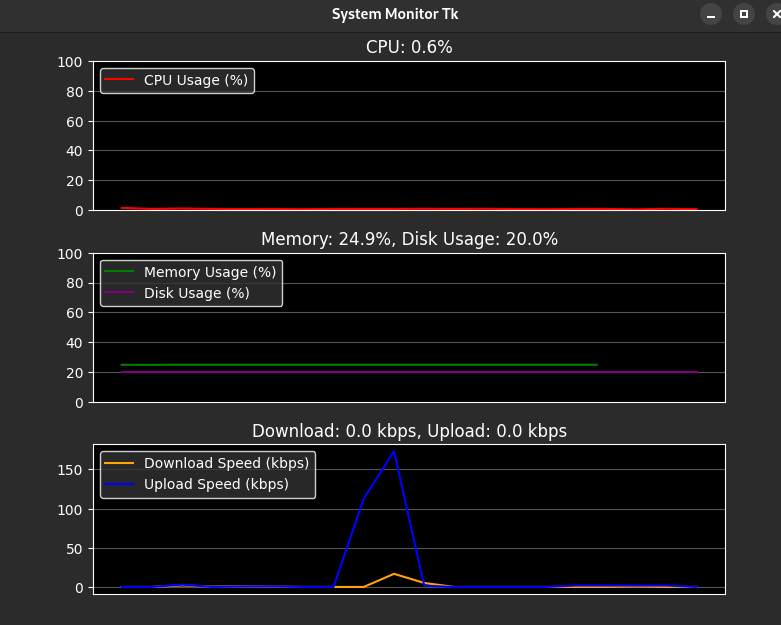 System Monitor Tk
CPU: 0.6%
100
80
60
40
20
0
CPU Usage (%)
Memory: 24.9%, Disk Usage: 20.0%
100
80
60
40
20
0
Memory Usage (%)
Disk Usage (%)
Download: 0.0 kbps, Upload: 0.0 kbps
150
100
50
0
Download Speed (kbps)
Upload Speed (kbps)